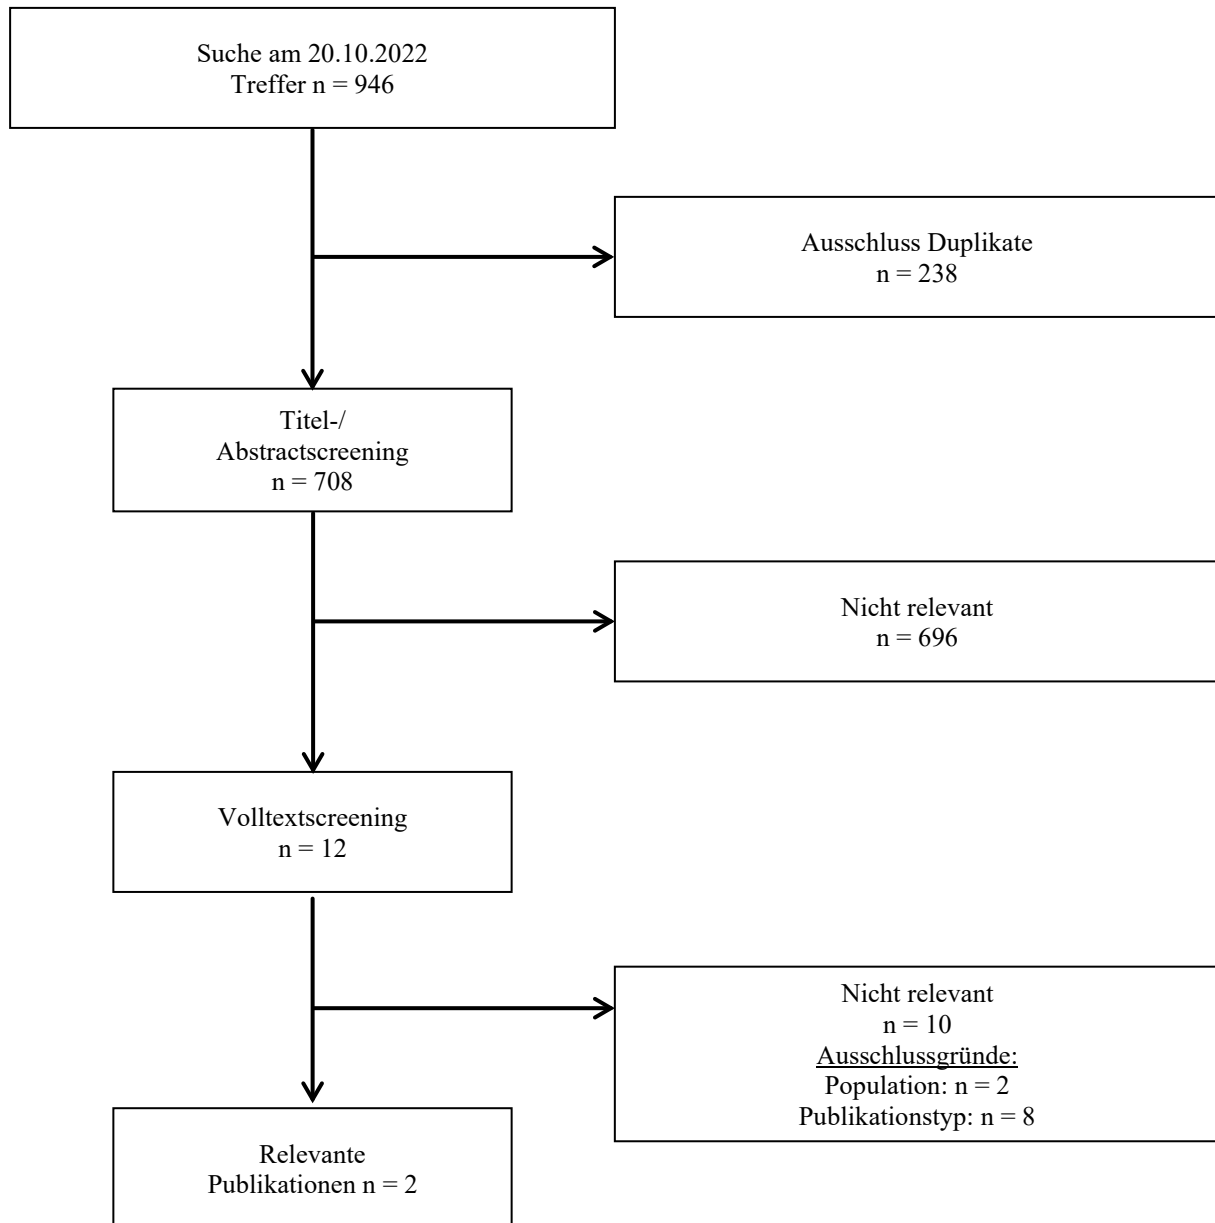 Suche am 20.10.2022
Treffer n = 946
Ausschluss Duplikate
n = 238
Titel-/
Abstractscreening
n = 708
Nicht relevant
n = 696
Volltextscreening
n = 12
Nicht relevant
n = 10
Ausschlussgründe:
Population: n = 2
Publikationstyp: n = 8
Relevante
Publikationen n = 2